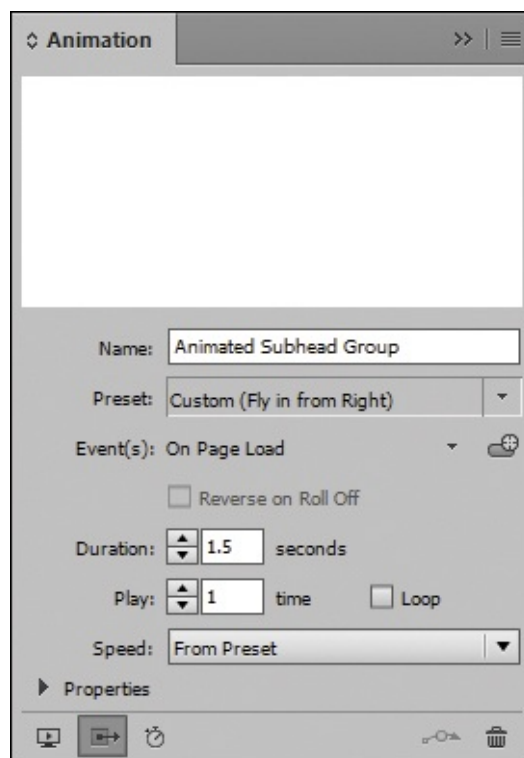 Animation
Name: Animated Subhead Group
Preset: Custom (Fly in from Right)
Event(s): On Page Load
Reverse on Roll Off
Duration: 1.5 seconds
Play: 1 time Loop
Speed: From Preset
Properties